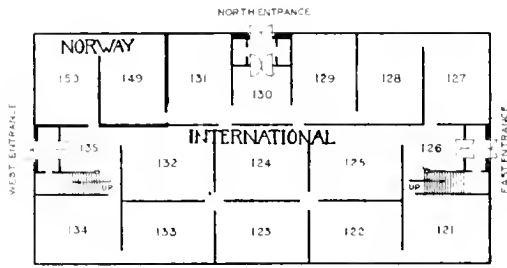 NORTH ENTRANCE
NORWAY
150 149 131 130 129 128 127
INTERNATIONAL
WEST ENTRANCE
135 132 124 125 126
EAST ENTRANCE
UP UP
134 133 123 122 121